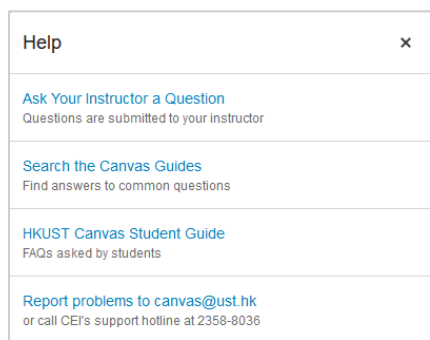 Help
Ask Your Instructor a Question
Questions are submitted to your instructor
Search the Canvas Guides
Find answers to common questions
HKUST Canvas Student Guide
FAQs asked by students
Report problems to canvas@ust.hk
or call CEI's support hotline at 2358-8036